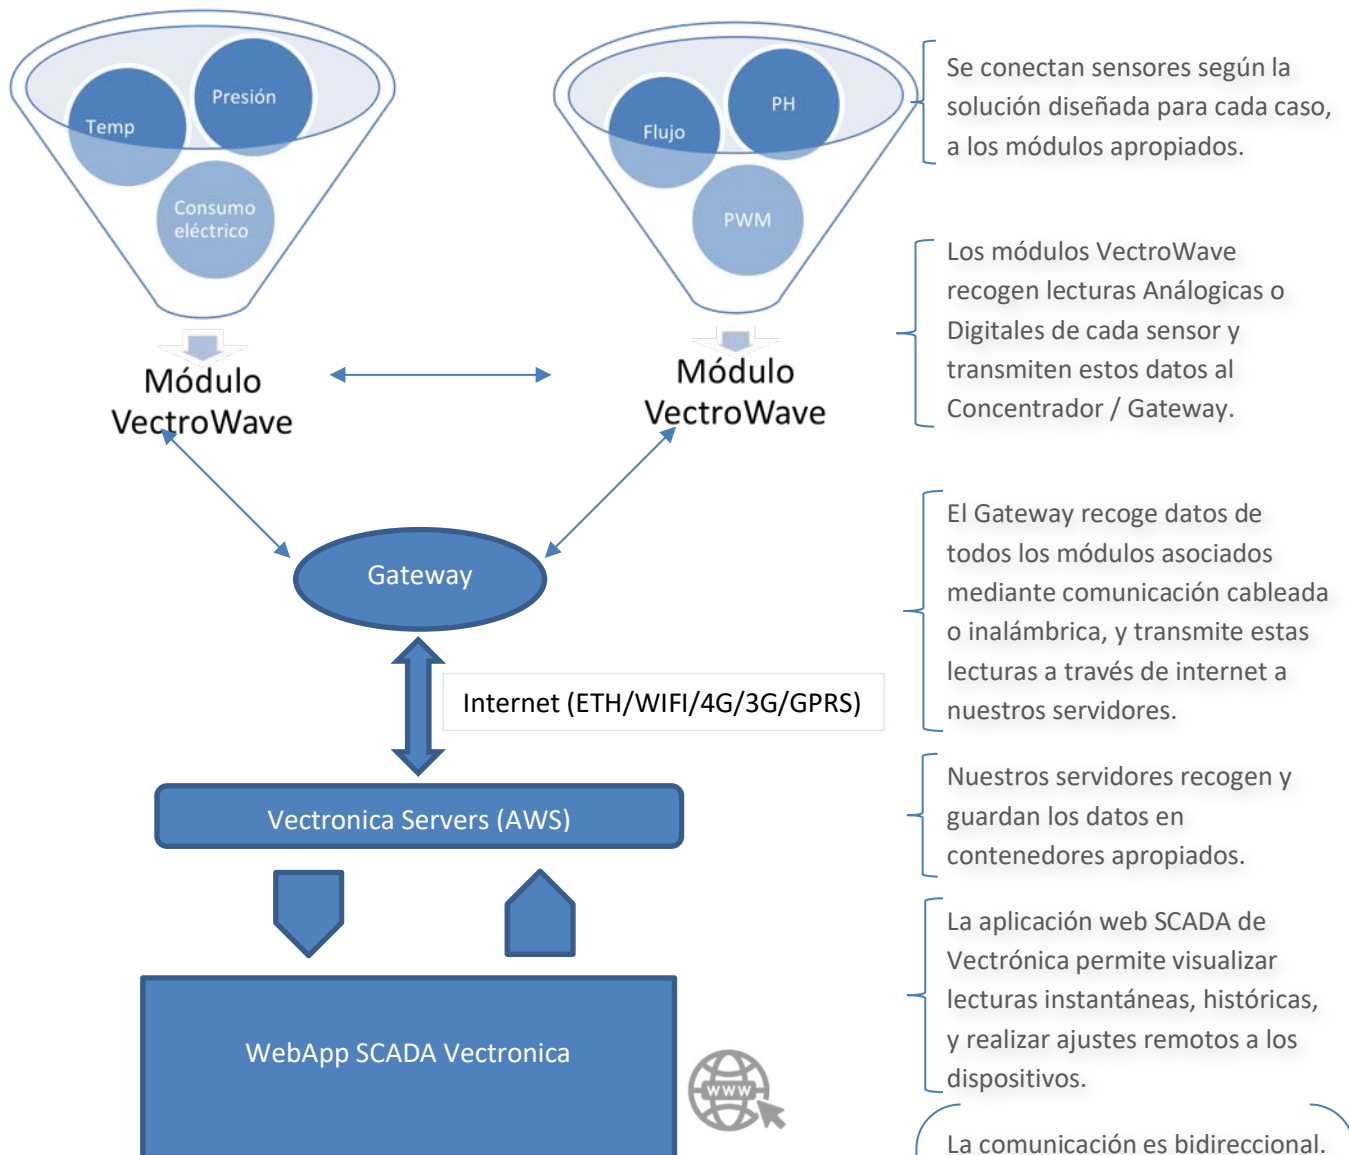 Temp
Presión
Consumo
eléctrico
Flujo
PH
PWM
Se conectan sensores según la
solución diseñada para cada caso,
a los módulos apropiados.
Módulo
VectroWave
Módulo
VectroWave
Los módulos VectroWave
recogen lecturas Análogicas o
Digitales de cada sensor y
transmiten estos datos al
Concentrador / Gateway.
Gateway
El Gateway recoge datos de
todos los módulos asociados
mediante comunicación cableada
o inalámbrica, y transmite estas
lecturas a través de internet a
nuestros servidores.
Internet (ETH/WIFI/4G/3G/GPRS)
Vectronica Servers (AWS)
Nuestros servidores recogen y
guardan los datos en
contenedores apropiados.
WebApp SCADA Vectronica
WWW
La aplicación web SCADA de
Vectrónica permite visualizar
lecturas instantáneas, históricas,
y realizar ajustes remotos a los
dispositivos.
La comunicación es bidireccional.